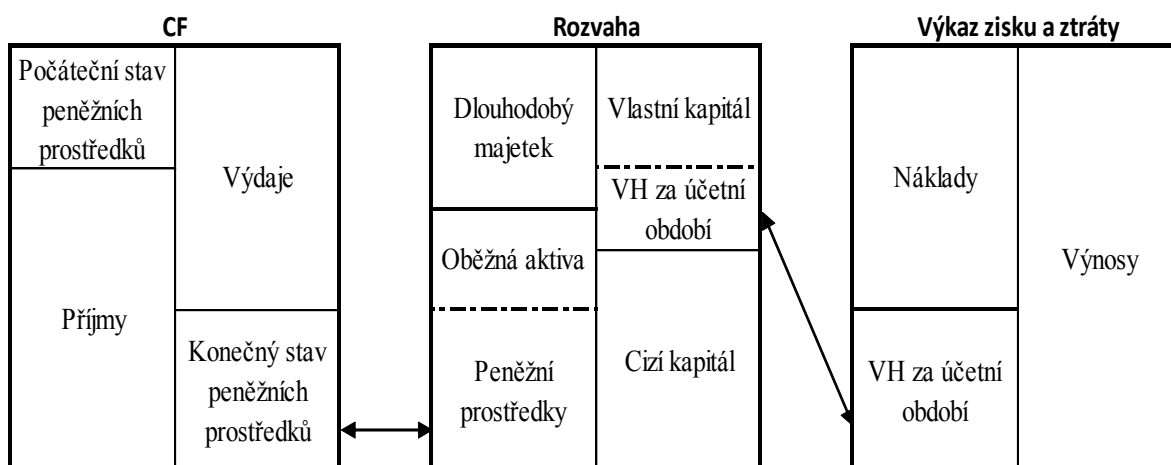 CF
Počáteční stav
peněžních
prostředků
Výdaje
Příjmy
Konečný stav
peněžních
prostředků
Rozvaha
Dlouhodobý
majetek
Vlastní kapitál
VH za účetní
období
Oběžná aktiva
Peněžní
prostředky
Cizí kapitál
Výkaz zisku a ztráty
Náklady
Výnosy
VH za účetní
období